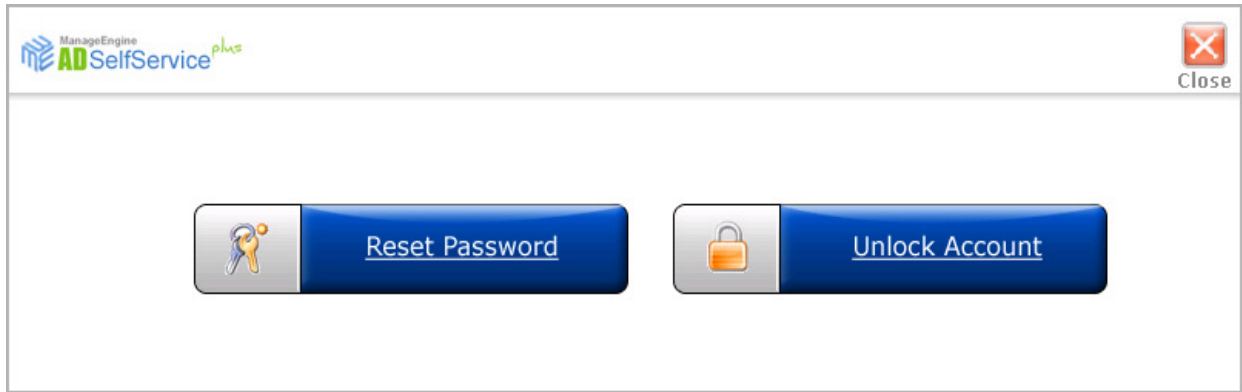 ManageEngine
ADSelfService plus
Close
Reset Password
Unlock Account